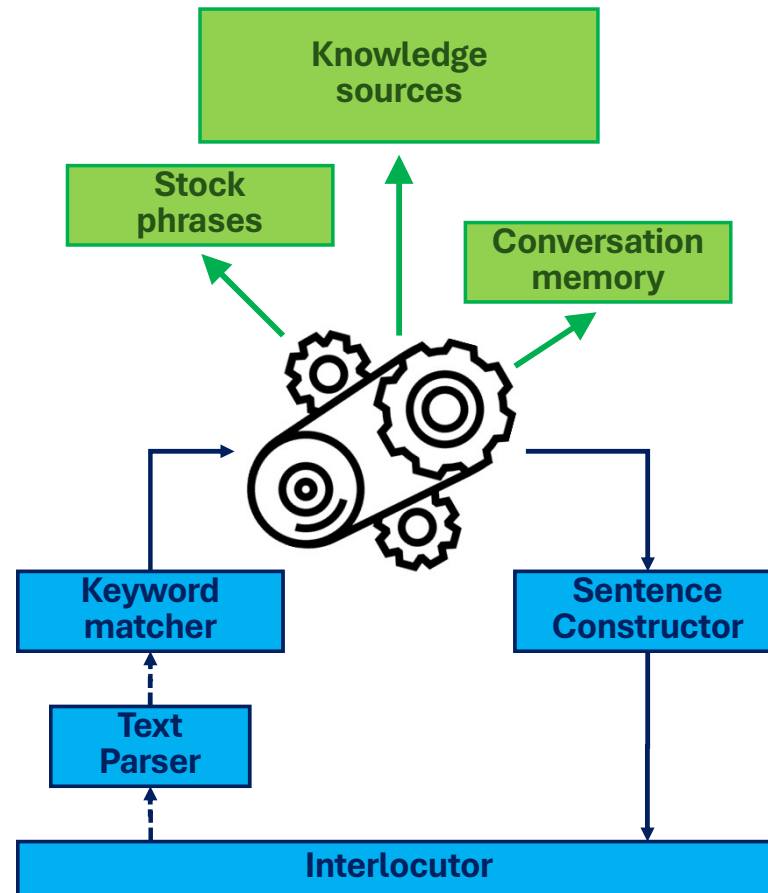 Knowledge
sources
Stock
phrases
Conversation
memory
Keyword
matcher
Sentence
Constructor
Text
Parser
Interlocutor